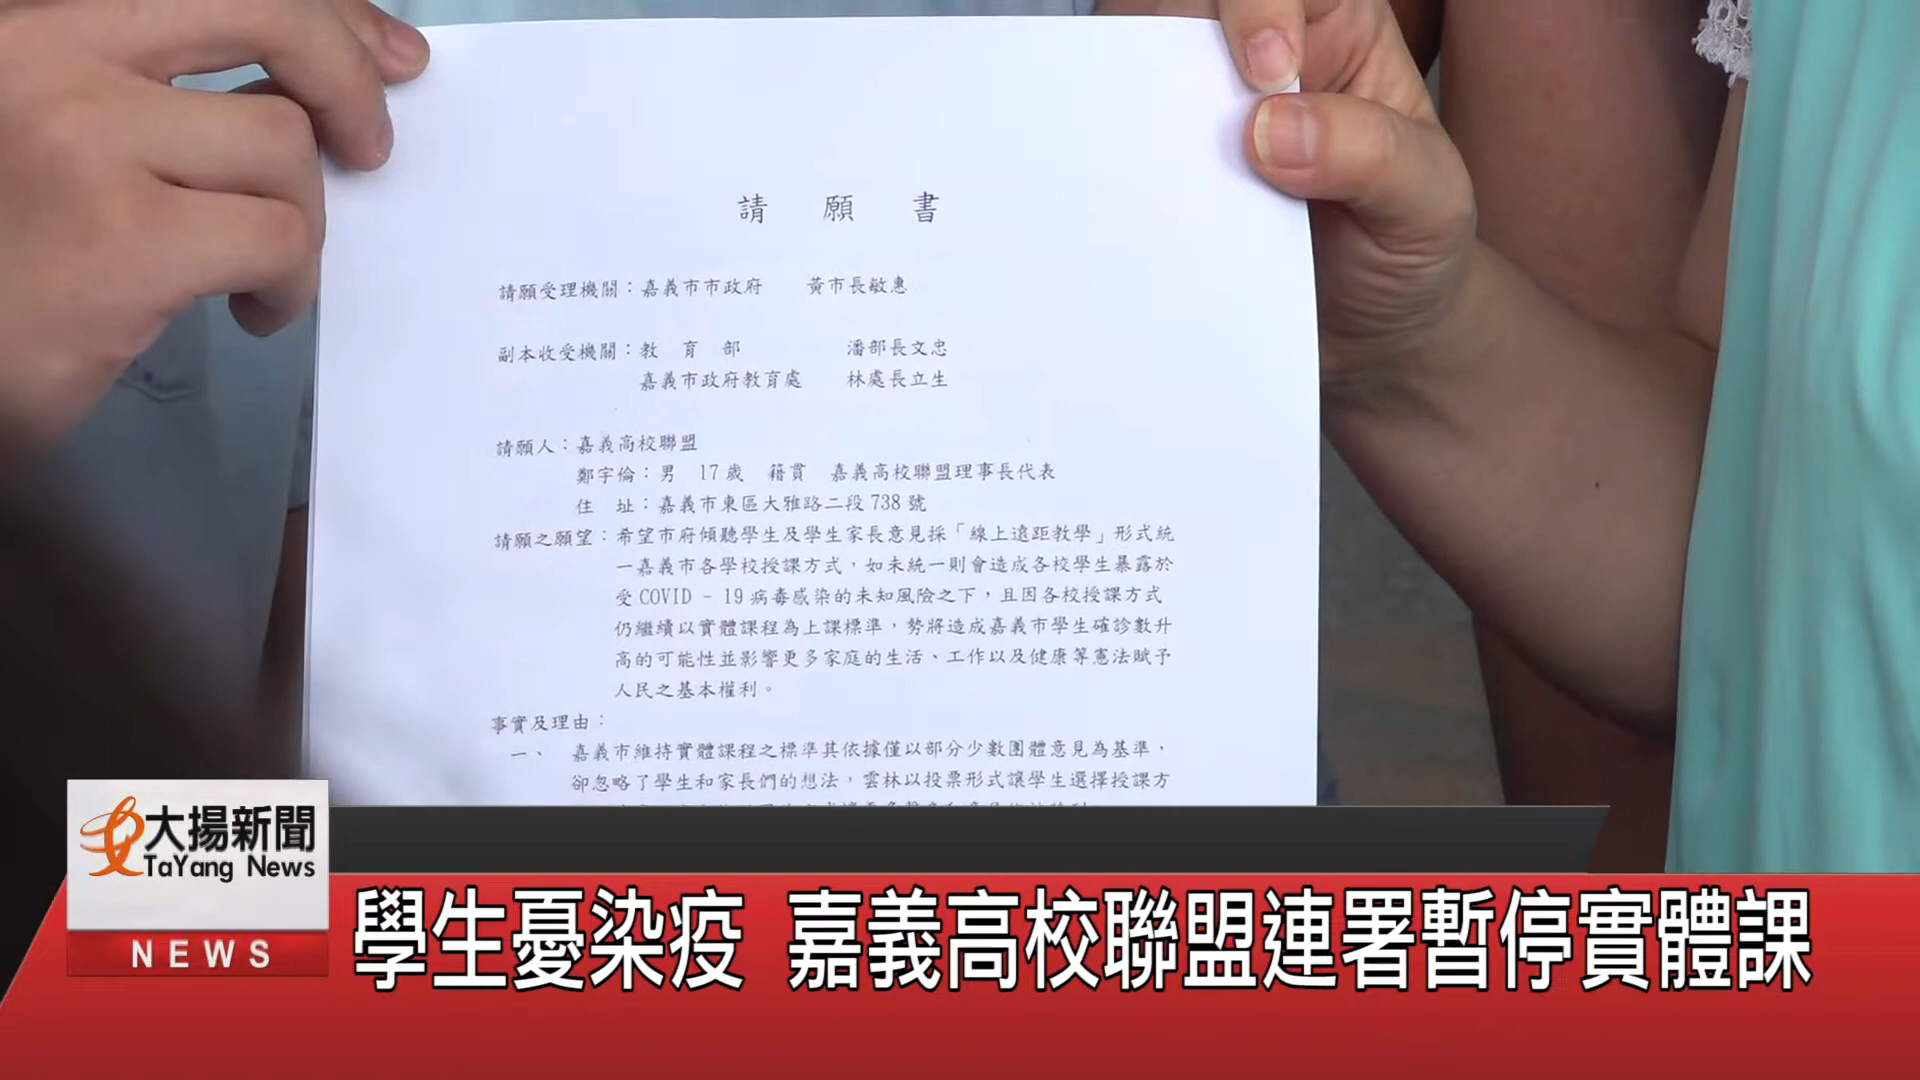 請願書
請願受理機關：嘉義市市政府　黃市長敏惠
副本收受機關：教　育　部　潘部長文忠
嘉義市政府教育處　林處長立生
請願人：嘉義高校聯盟
鄭宇倫：男　17歲　籍貫　嘉義高校聯盟理事長代表
住　址：嘉義市東區大雅路二段738號
請願之願望：希望市府傾聽學生及學生家長意見採「線上遠距教學」形式統
一嘉義市各學校授課方式，如未統一則會造成各校學生暴露於
受COVID - 19病毒感染的未知風險之下，且因各校授課方式
仍繼續以實體課程為上課標準，勢將造成嘉義市學生確診數升
高的可能性並影響更多家庭的生活、工作以及健康等憲法賦予
人民之基本權利。
事實及理由：
一、　嘉義市維持實體課程之標準其依據僅以部分少數團體意見為基準，
卻忽略了學生和家長們的想法，雲林以投票形式讓學生選擇授課方
大揚新聞
TaYang News
NEWS
學生憂染疫 嘉義高校聯盟連署暫停實體課